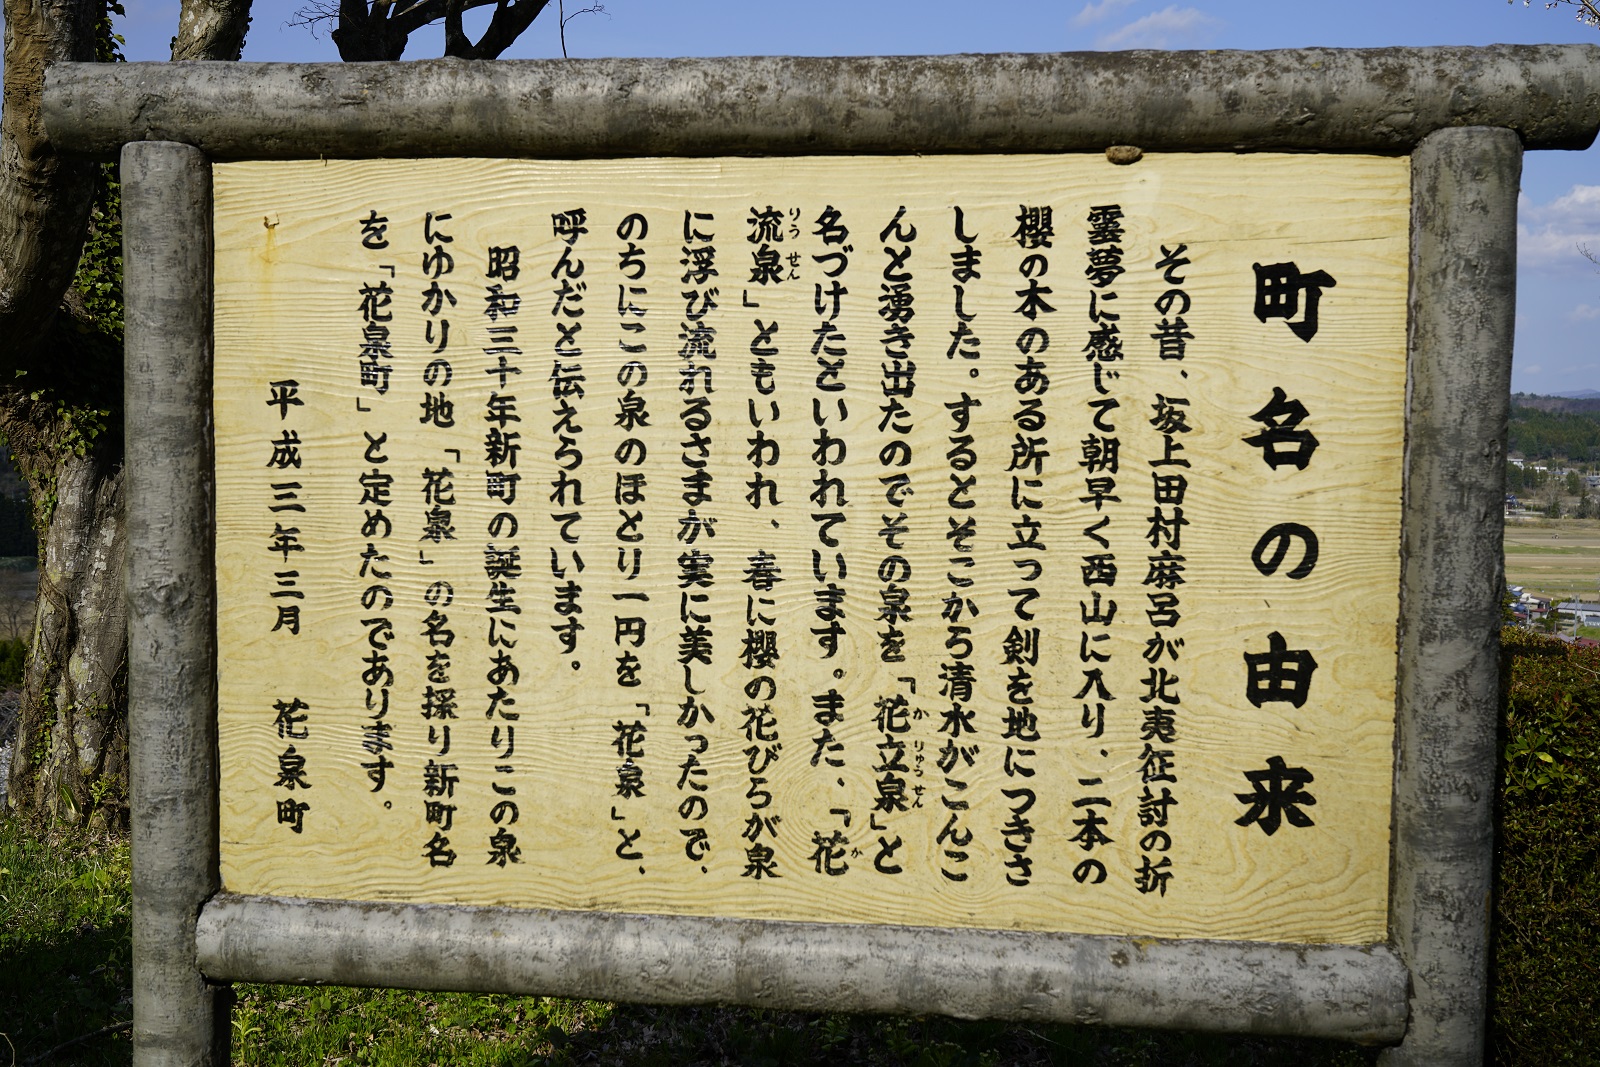 町名の由来
その昔、坂上田村麻呂が北夷征討の折
霊夢に感じて朝早く西山に入り、二本の
櫻の木のある所に立って剣を地につきさ
しました。するとそこから清水がこんこ
んと湧き出たのでその泉を「花立泉」と
か りゅう せん
名づけたといわれています。また、「花
か
流泉」ともいわれ、春に櫻の花びらが泉
りう せん
に浮び流れるさまが実に美しかったので、
のちにこの泉のほとり一円を「花泉」と、
呼んだと伝えられています。
昭和三十年新町の誕生にあたりこの泉
にゆかりの地「花泉」の名を採り新町名
を「花泉町」と定めたのであります。
平成三年三月 花泉町